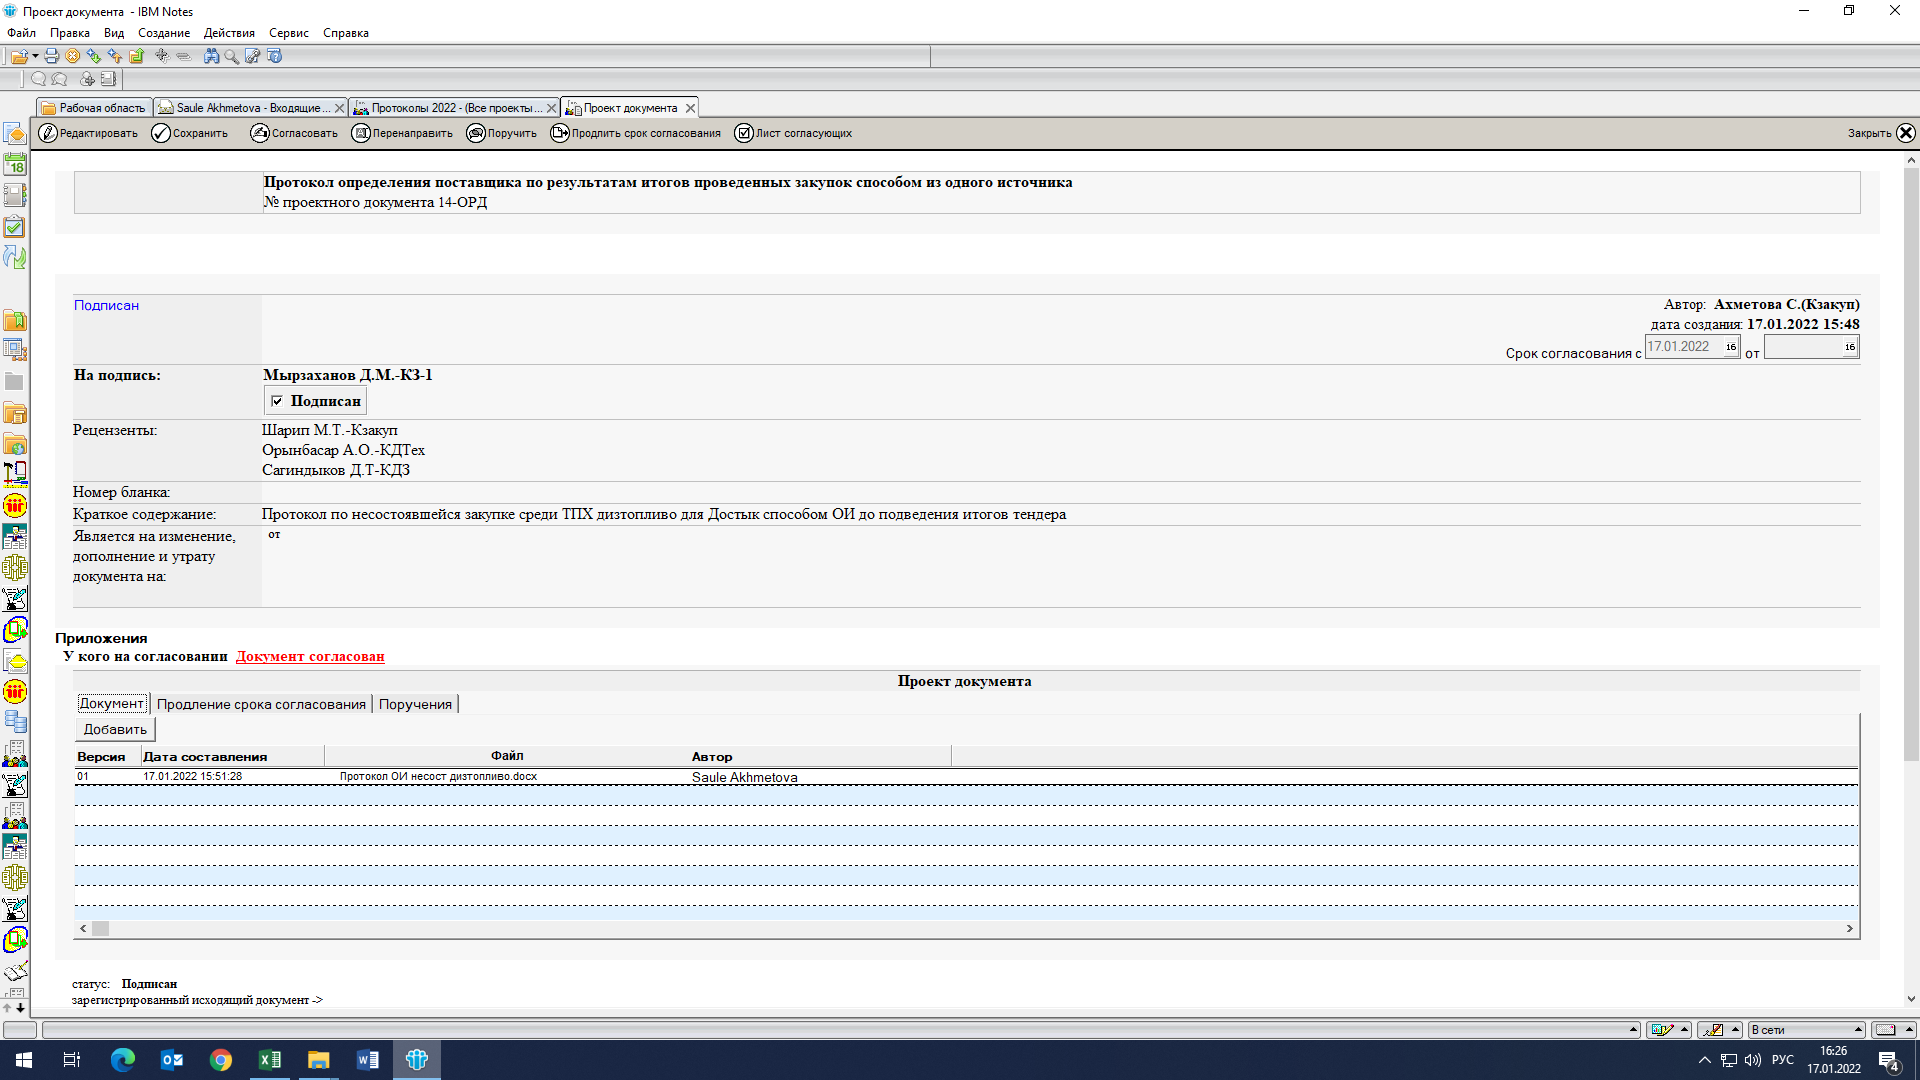 Проект документа - IBM Notes
Файл Правка Вид Создание Действия Сервис Справка
Рабочая область Saule Akhmetova - Входящие ... Протоколы 2022 - (Все проекты ... Проект документа
Редактировать Сохранить Согласовать Перенаправить Поручить Продлить срок согласования Лист согласующих Закрыть
18
Протокол определения поставщика по результатам итогов проведенных закупок способом из одного источника
№ проектного документа 14-ОРД
Подписан
Автор: Ахметова С.(Кзакуп)
дата создания: 17.01.2022 15:48
Срок согласования с 17.01.2022 16 от 16
На подпись: Мырзаханов Д.М.-КЗ-1
Подписан
Рецензенты: Шарип М.Т.-Кзакуп
Орынбасар А.О.-КДТех
Сагиндыков Д.Т-КДЗ
Номер бланка:
Краткое содержание: Протокол по несостоявшейся закупке среди ТПХ дизтопливо для Достык способом ОИ до подведения итогов тендера
Является на изменение, от
дополнение и утрату
документа на:
Приложения
У кого на согласовании Документ согласован
Проект документа
Документ Продление срока согласования Поручения
Добавить
Версия Дата составления Файл Автор
01 17.01.2022 15:51:28 Протокол ОИ несост дизтопливо.docx Saule Akhmetova
статус: Подписан
зарегистрированный исходящий документ ->
В сети
РУС 16:26
17.01.2022
4